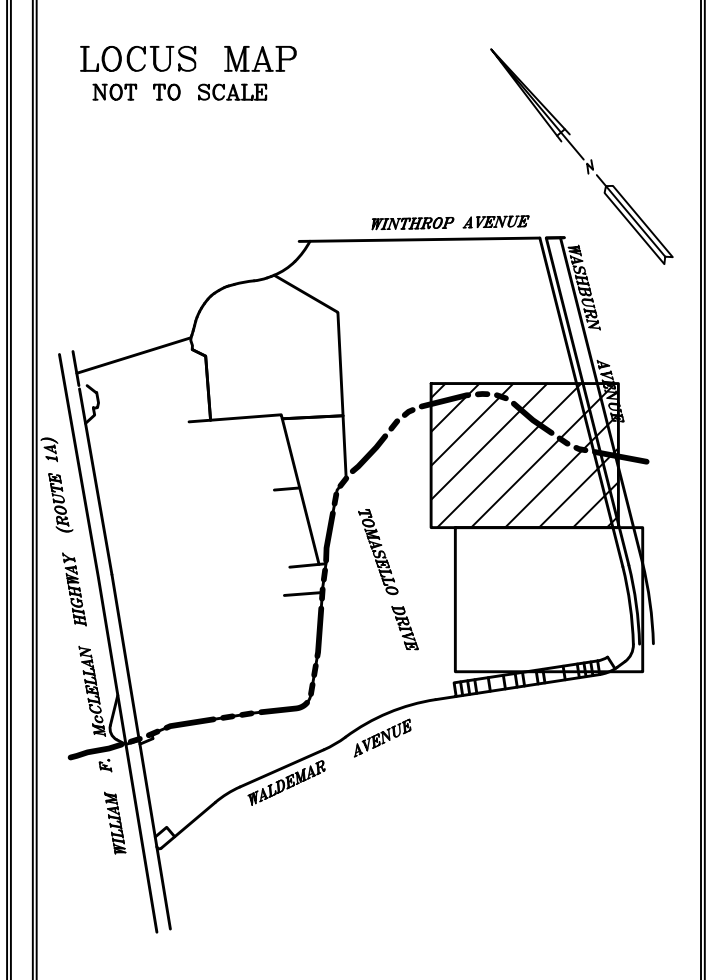 LOCUS MAP
NOT TO SCALE
N
WINTHROP AVENUE
WASHBURN AVENUE
TOMASELLO DRIVE
WILLIAM F. McCLELLAN HIGHWAY (ROUTE 1A)
WALDEMAR AVENUE